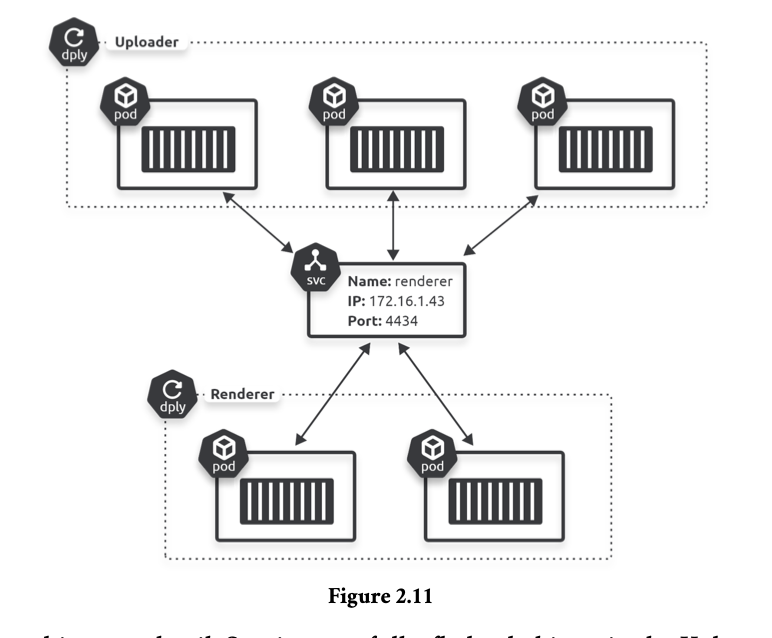 dply
Uploader
pod
pod
pod
svc
Name: renderer
IP: 172.16.1.43
Port: 4434
dply
Renderer
pod
pod
Figure 2.11